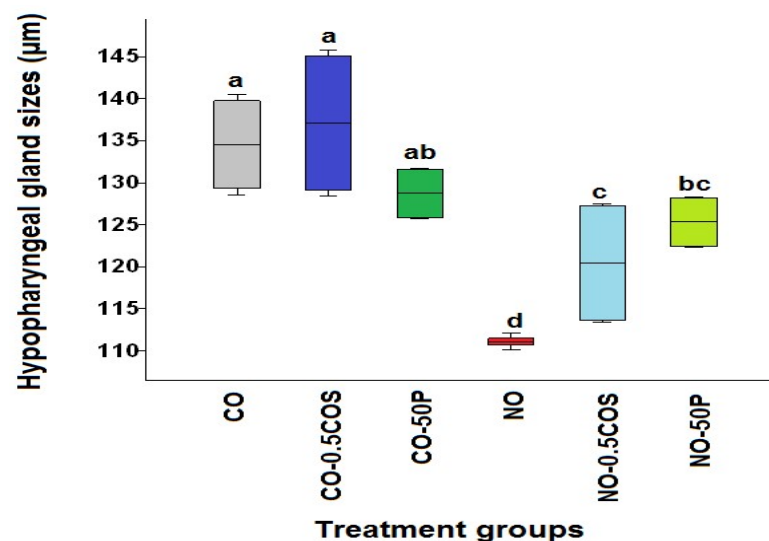 Hypopharyngeal gland sizes (µm)
145
140
135
130
125
120
115
110
a
a
ab
d
c
bc
CO
CO-0.5COS
CO-50P
NO
NO-0.5COS
NO-50P
Treatment groups